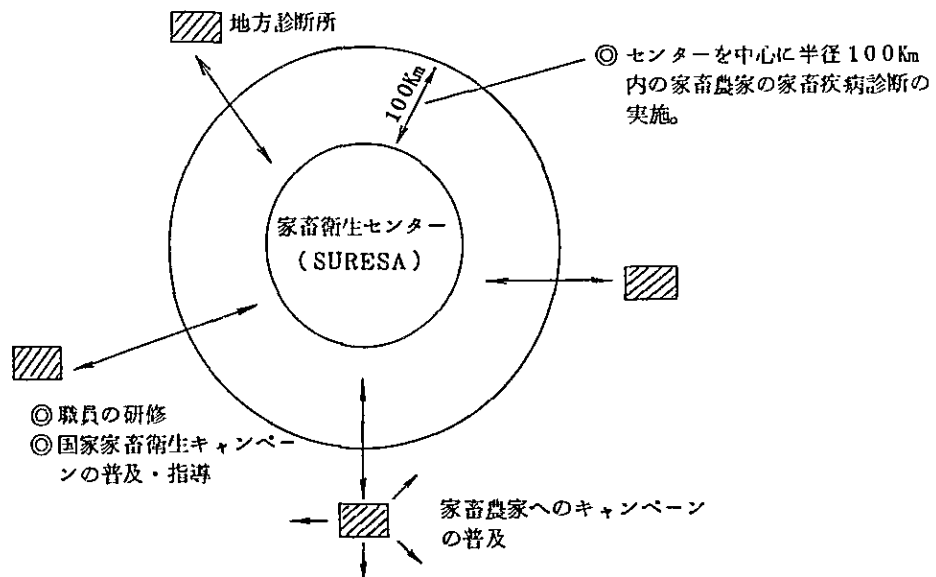 地方診断所
◎ センターを中心に半径100Km
内の家畜農家の家畜疾病診断の
実施。
100Km
家畜衛生センター
(SURESA)
◎ 職員の研修
◎ 国家家畜衛生キャンペー
ンの普及・指導
家畜農家へのキャンペーン
の普及